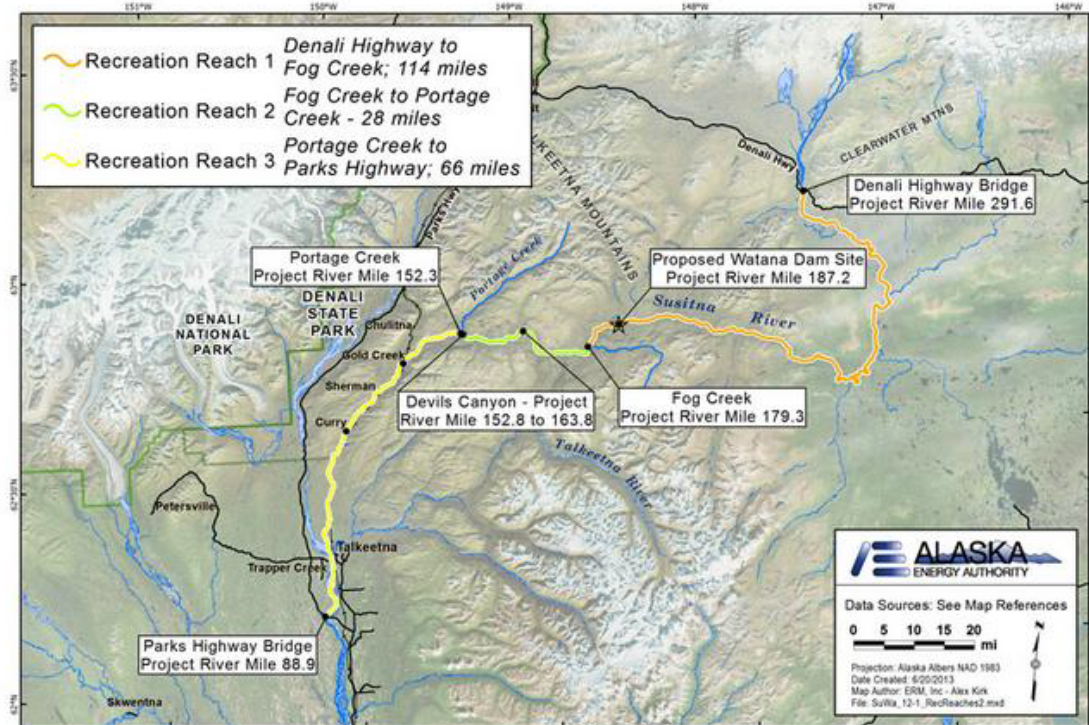 151°W
150°W
149°W
148°W
147°W
146°W
63°30'N
63°N
62°30'N
62°N
Recreation Reach 1
Denali Highway to
Fog Creek; 114 miles
Recreation Reach 2
Fog Creek to Portage
Creek - 28 miles
Recreation Reach 3
Portage Creek to
Parks Highway; 66 miles
Parks Hwy
KEETNA MOUNTAINS
Denali Hwy
CLEARWATER MTNS
Denali Highway Bridge
Project River Mile 291.6
Portage Creek
Project River Mile 152.3
Portage Creek
Proposed Watana Dam Site
Project River Mile 187.2
Susitna River
DENALI
STATE
PARK
DENALI
NATIONAL
PARK
Chulitna
Gold Creek
Sherman
Curry
Devils Canyon - Project
River Mile 152.8 to 163.8
Fog Creek
Project River Mile 179.3
Talkeetna
River
Petersville
Talkeetna
Trapper Creek
Parks Highway Bridge
Project River Mile 88.9
Skwentna
ALASKA
ENERGY AUTHORITY
Data Sources: See Map References
0 5 10 15 20
mi
N
Projection: Alaska Albers NAD 1983
Date Created: 6/20/2013
Map Author: ERM, Inc - Alex Kirk
File: SuWa_12-1_RecReaches2.mxd